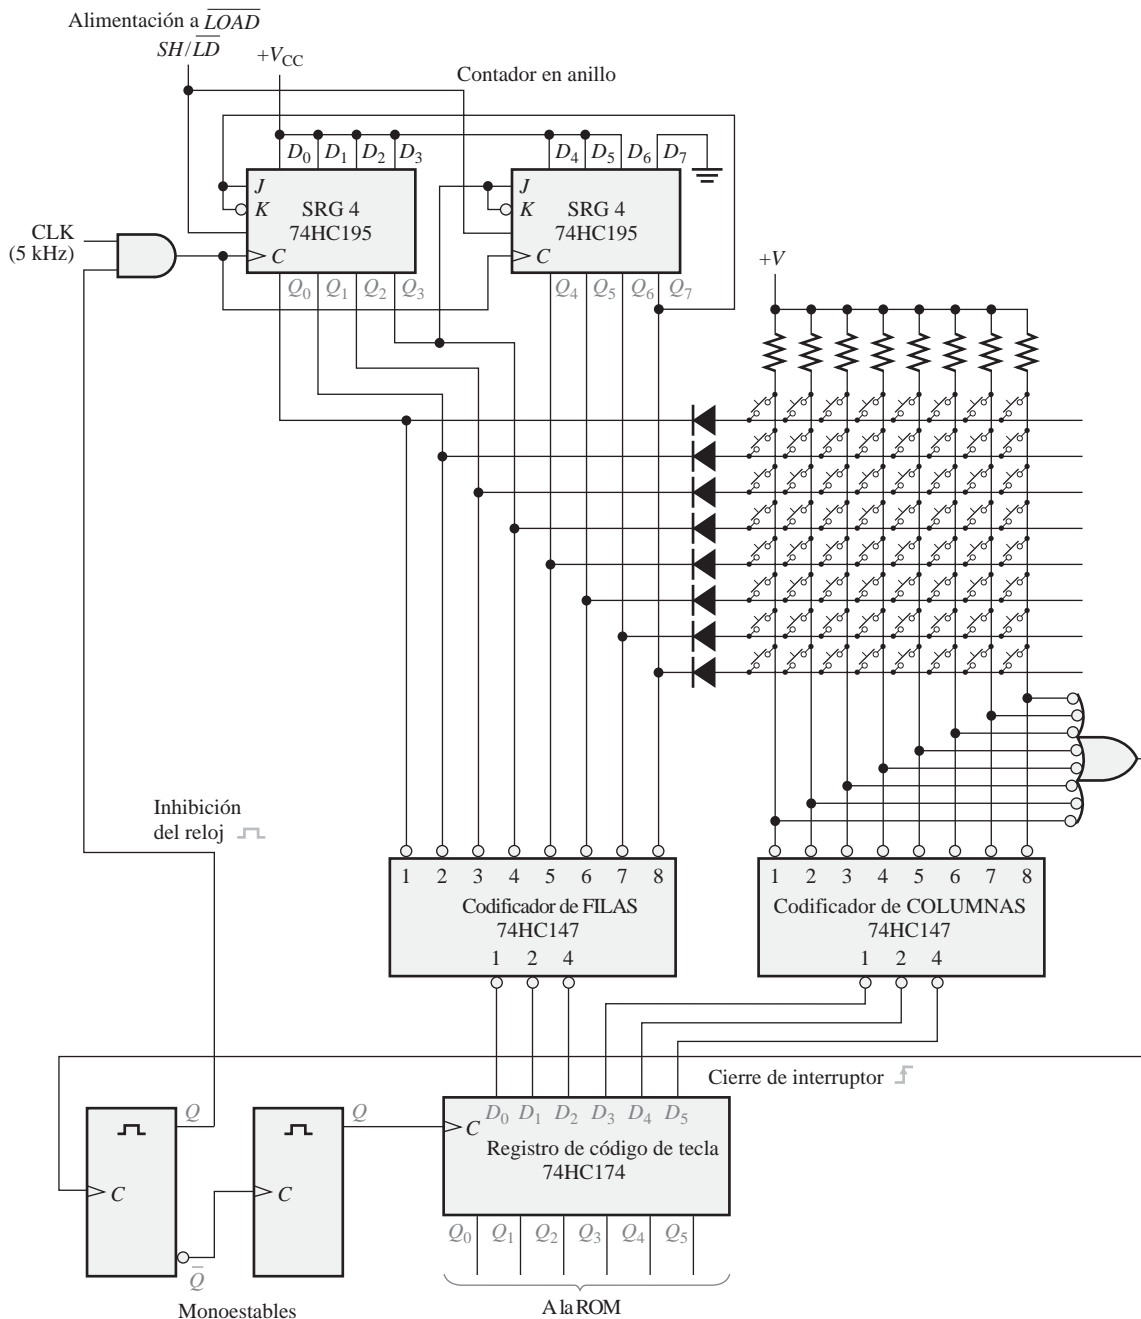 Alimentación a LOAD
SH/LD
+VCC
Contador en anillo
D0 D1 D2 D3
D4 D5 D6 D7
J
K
SRG 4
74HC195
C
J
K
SRG 4
74HC195
C
CLK
(5 kHz)
Q0 Q1 Q2 Q3
Q4 Q5 Q6 Q7
+V
Inhibición
del reloj
1 2 3 4 5 6 7 8
Codificador de FILAS
74HC147
1 2 4
1 2 3 4 5 6 7 8
Codificador de COLUMNAS
74HC147
1 2 4
Cierre de interruptor
Q
C
Q
Q
C
D0 D1 D2 D3 D4 D5
C
Registro de código de tecla
74HC174
Q0 Q1 Q2 Q3 Q4 Q5
A la ROM
Monoestables